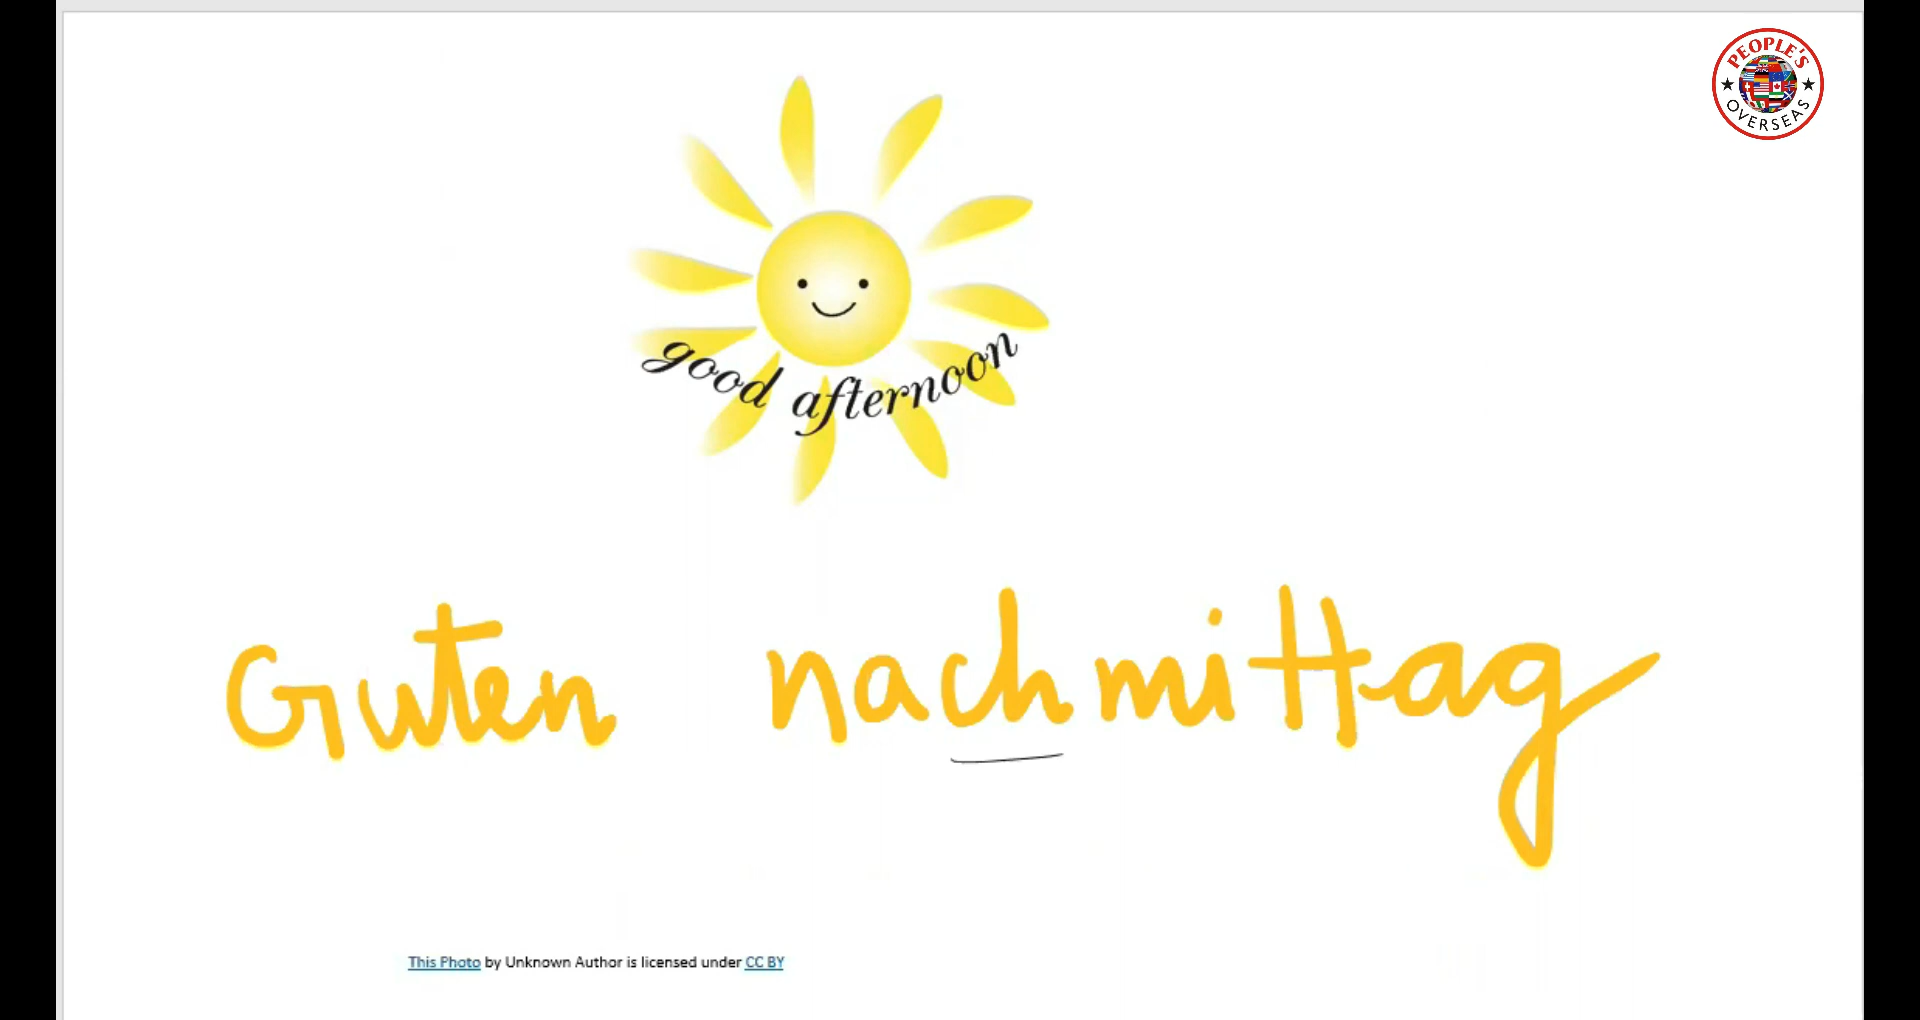 PEOPLE'S
OVERSEAS
good afternoon
Guten nachmittag
This Photo by Unknown Author is licensed under CC BY